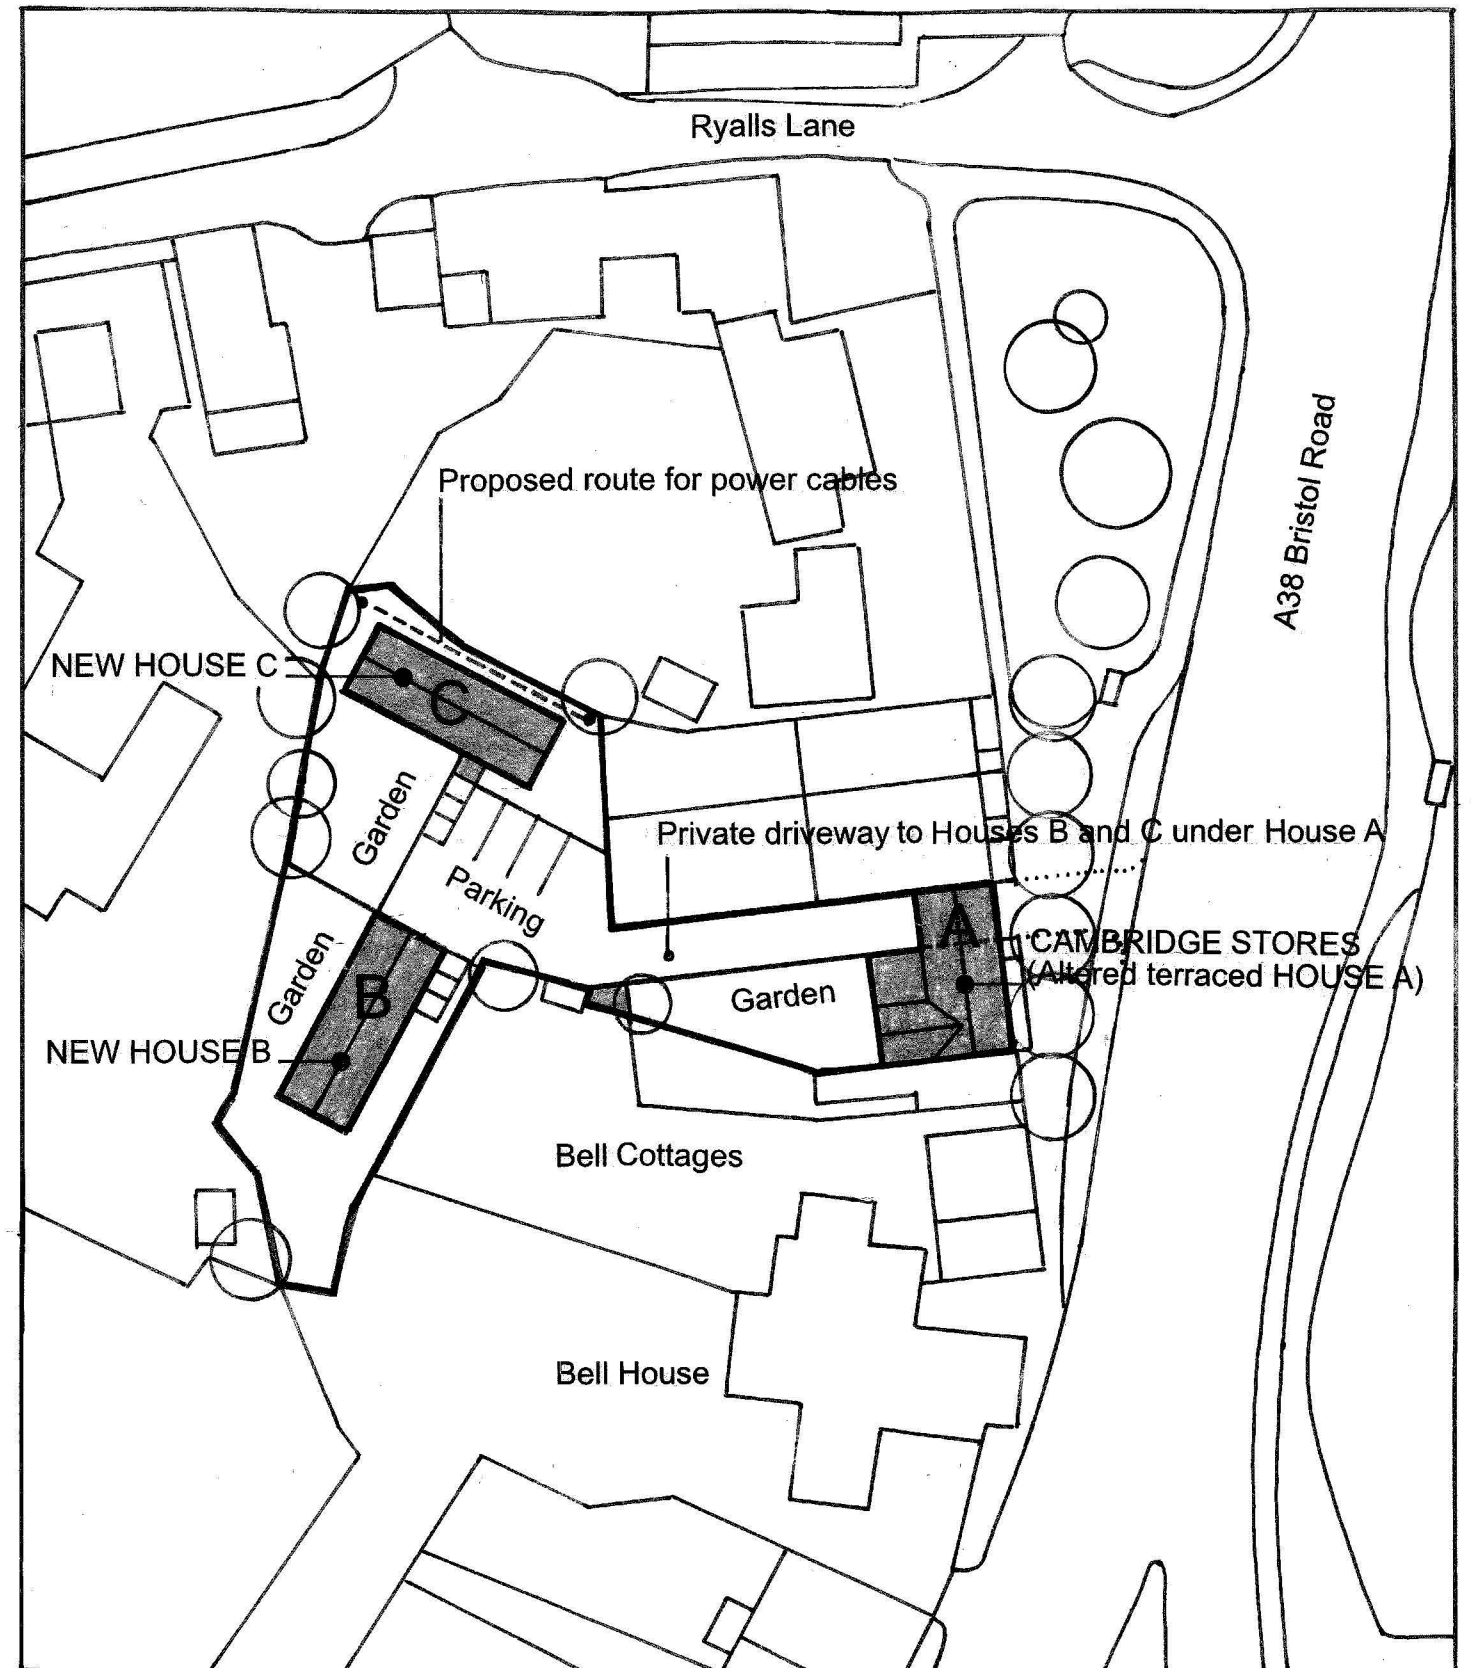 Ryalls Lane
A38 Bristol Road
Proposed route for power cables
NEW HOUSE C
C
Garden
Private driveway to Houses B and C under House A
Parking
A
CAMBRIDGE STORES
(Altered terraced HOUSE A)
Garden
B
Garden
NEW HOUSE B
Bell Cottages
Bell House